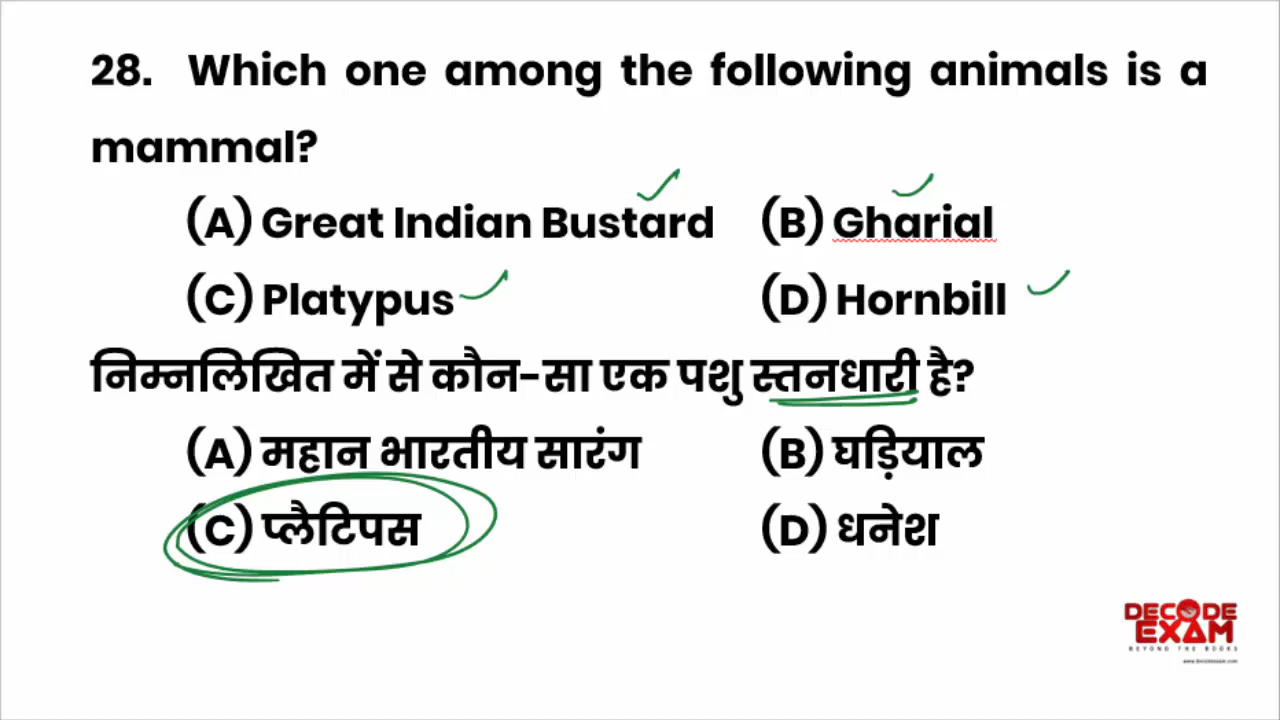 28. Which one among the following animals is a
mammal?
(A) Great Indian Bustard (B) Gharial
(C) Platypus (D) Hornbill
निम्नलिखित में से कौन-सा एक पशु स्तनधारी है?
(A) महान भारतीय सारंग (B) घड़ियाल
(C) प्लैटिपस (D) धनेश
DECODE
EXAM
BEYOND THE BOOKS
www.decodeexam.com